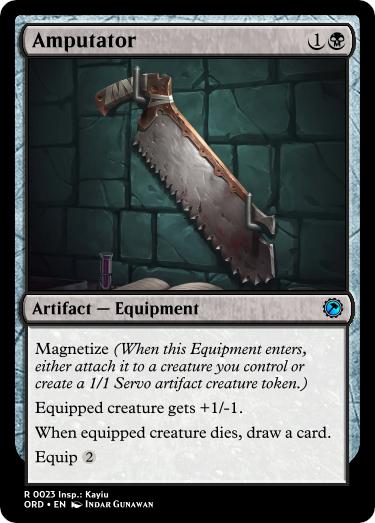 Amputator 1
Artifact — Equipment
Magnetize (When this Equipment enters,
either attach it to a creature you control or
create a 1/1 Servo artifact creature token.)
Equipped creature gets +1/-1.
When equipped creature dies, draw a card.
Equip 2
R 0023 Insp.: Kayiu
ORD • EN Indar Gunawan